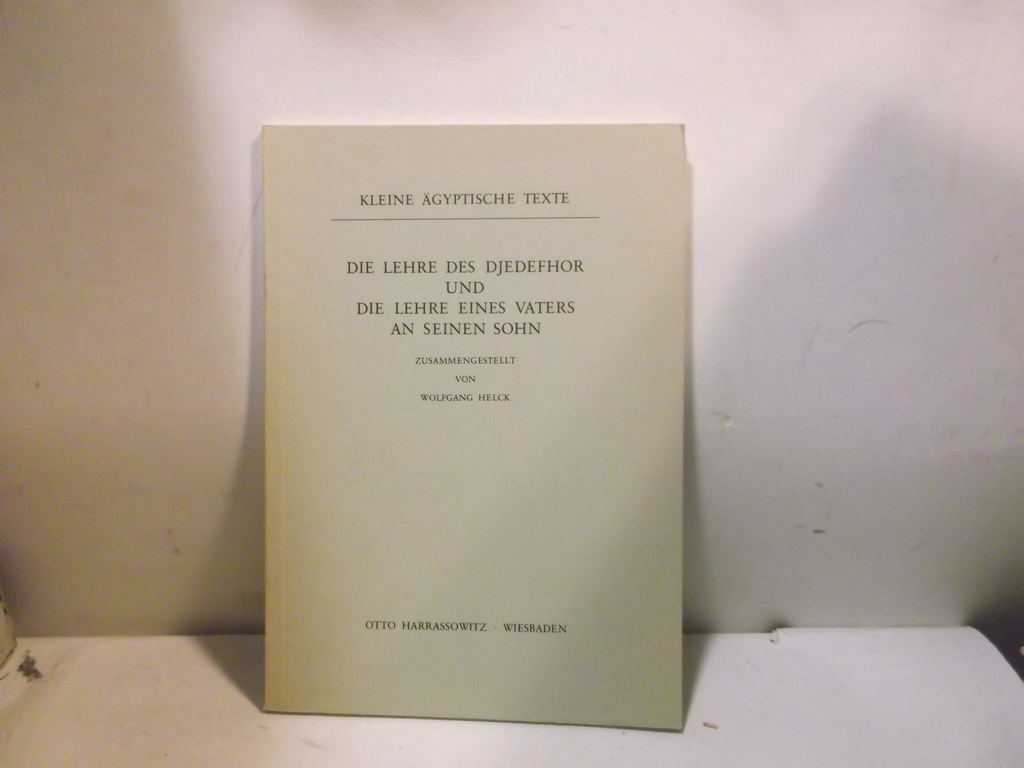 KLEINE ÄGYPTISCHE TEXTE
DIE LEHRE DES DJEDEFHOR
UND
DIE LEHRE EINES VATERS
AN SEINEN SOHN
ZUSAMMENGESTELLT
VON
WOLFGANG HELCK
OTTO HARRASSOWITZ · WIESBADEN